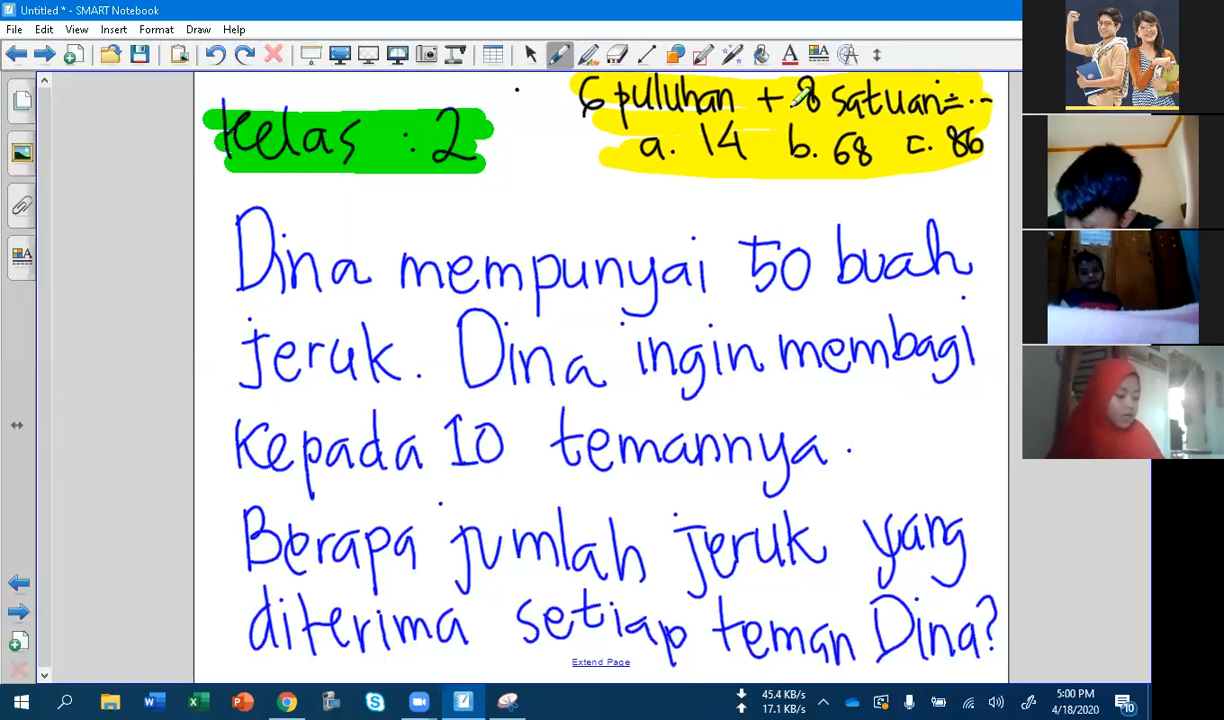 Untitled * - SMART Notebook
File Edit View Insert Format Draw Help
6 puluhan + 8 satuan = ...
a. 14 b. 68 c. 86
Kelas : 2
Dina mempunyai 50 buah
jeruk. Dina ingin membagi
kepada 10 temannya.
Berapa jumlah jeruk yang
diterima setiap teman Dina?
Extend Page
45.4 KB/s
17.1 KB/s
5:00 PM
4/18/2020
10